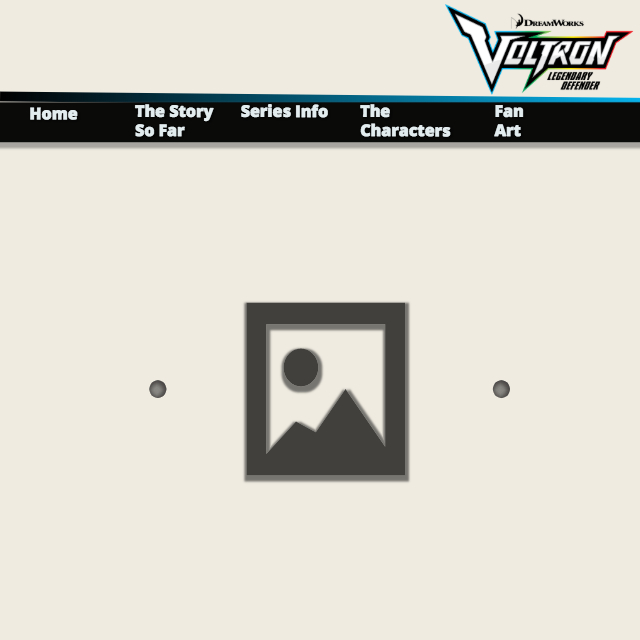 DREAMWORKS
VOLTRON
LEGENDARY
DEFENDER
Home
The Story
So Far
Series Info
The
Characters
Fan
Art